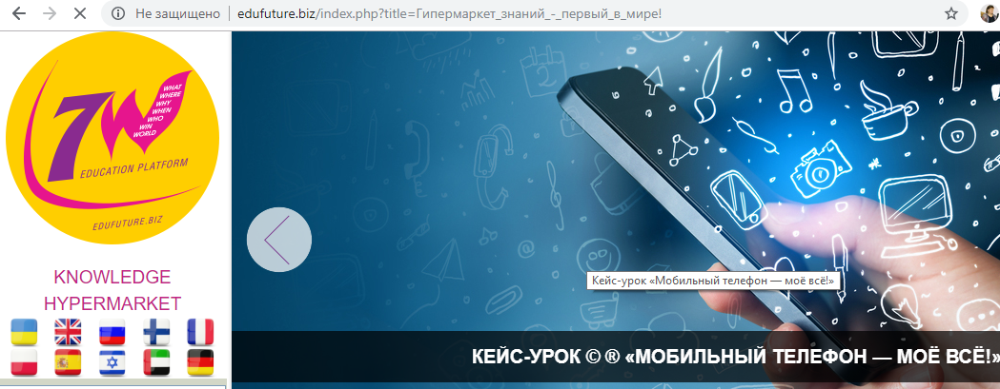 Не защищено | edufuture.biz/index.php?title=Гипермаркет_знаний_-_первый_в_мире!
7W
WHAT
WHERE
WHY
WHEN
WHO
WIN
WORLD
EDUCATION PLATFORM
EDUFUTURE.BIZ
KNOWLEDGE
HYPERMARKET
Кейс-урок «Мобильный телефон — моё всё!»
КЕЙС-УРОК © ® «МОБИЛЬНЫЙ ТЕЛЕФОН — МОЁ ВСЁ!»